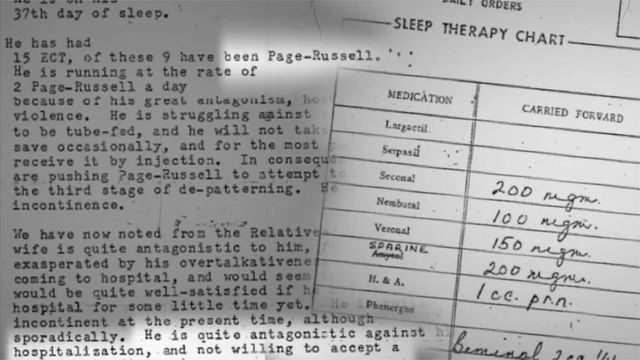 37th day of sleep.
He has had
15 ECT, of these 9 have been Page-Russell.
He is running at the rate of
2 Page-Russell a day
because of his great antagonism,
violence. He is struggling against
to be tube-fed, and he will not
save occasionally, and for the most
receive it by injection. In
are pushing Page-Russell to attempt to
the third stage of de-patterning. He
incontinence.
We have now noted from the
wife is quite antagonistic to him,
exasperated by his
coming to hospital, and would seem
would be quite well-satisfied if
hospital for some little time yet. He
incontinent at the present time, although
sporadically. He is quite antagonistic against
hospitalization, and not willing to accept a
DAILY ORDERS
SLEEP THERAPY CHART
MEDICATION CARRIED FORWARD
Largactil
Serpasil
Seconal 200 mgm.
Nembutal 100 mgm.
Veronal 150 mgm.
SPARINE 200 mgm.
H. & A. 1 cc. p.r.n.
Phenergan